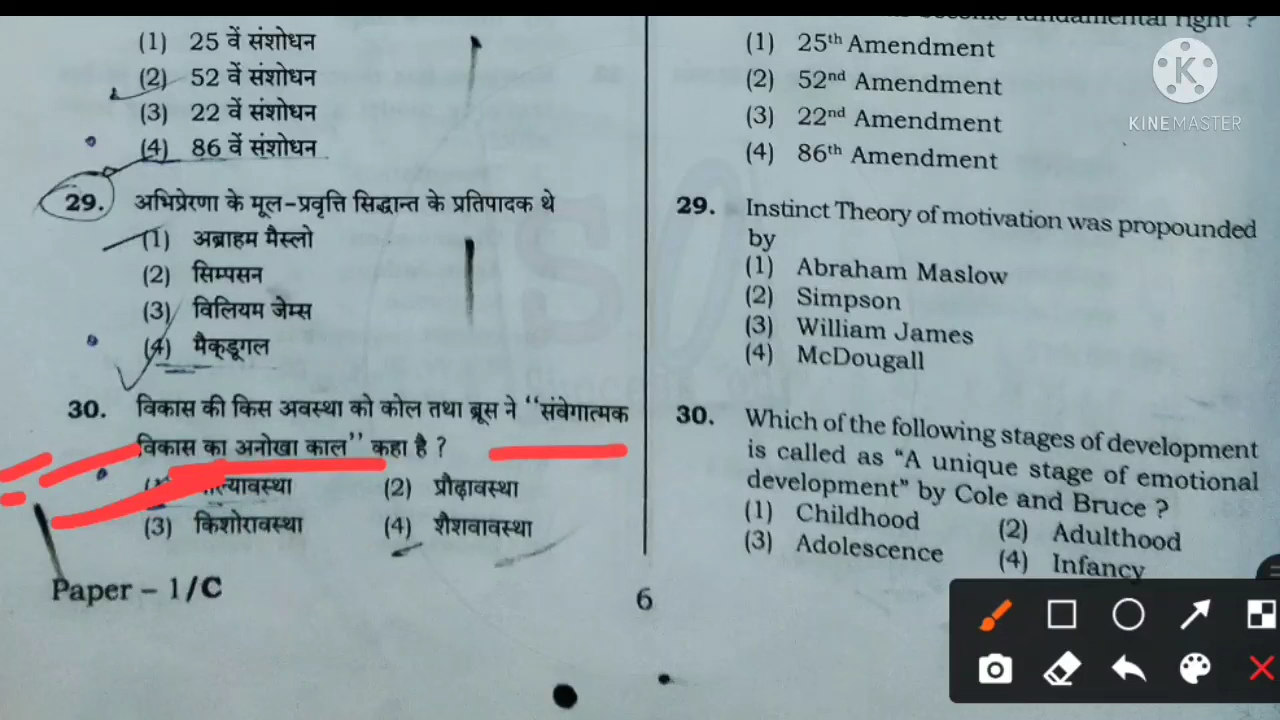 (1) 25 वें संशोधन
(2) 52 वें संशोधन
(3) 22 वें संशोधन
(4) 86 वें संशोधन
29. अभिप्रेरणा के मूल-प्रवृत्ति सिद्धान्त के प्रतिपादक थे
(1) अब्राहम मैस्लो
(2) सिम्पसन
(3) विलियम जेम्स
(4) मैक्डूगल
30. विकास की किस अवस्था को कोल तथा ब्रूस ने "संवेगात्मक
विकास का अनोखा काल" कहा है ?
(2) प्रौढ़ावस्था
(3) किशोरावस्था (4) शैशवावस्था
Paper – 1/C
6
fundamental right ?
(1) 25th Amendment
(2) 52nd Amendment
(3) 22nd Amendment
(4) 86th Amendment
29. Instinct Theory of motivation was propounded
by
(1) Abraham Maslow
(2) Simpson
(3) William James
(4) McDougall
30. Which of the following stages of development
is called as "A unique stage of emotional
development" by Cole and Bruce ?
(1) Childhood (2) Adulthood
(3) Adolescence (4) Infancy
K
KINEMASTER